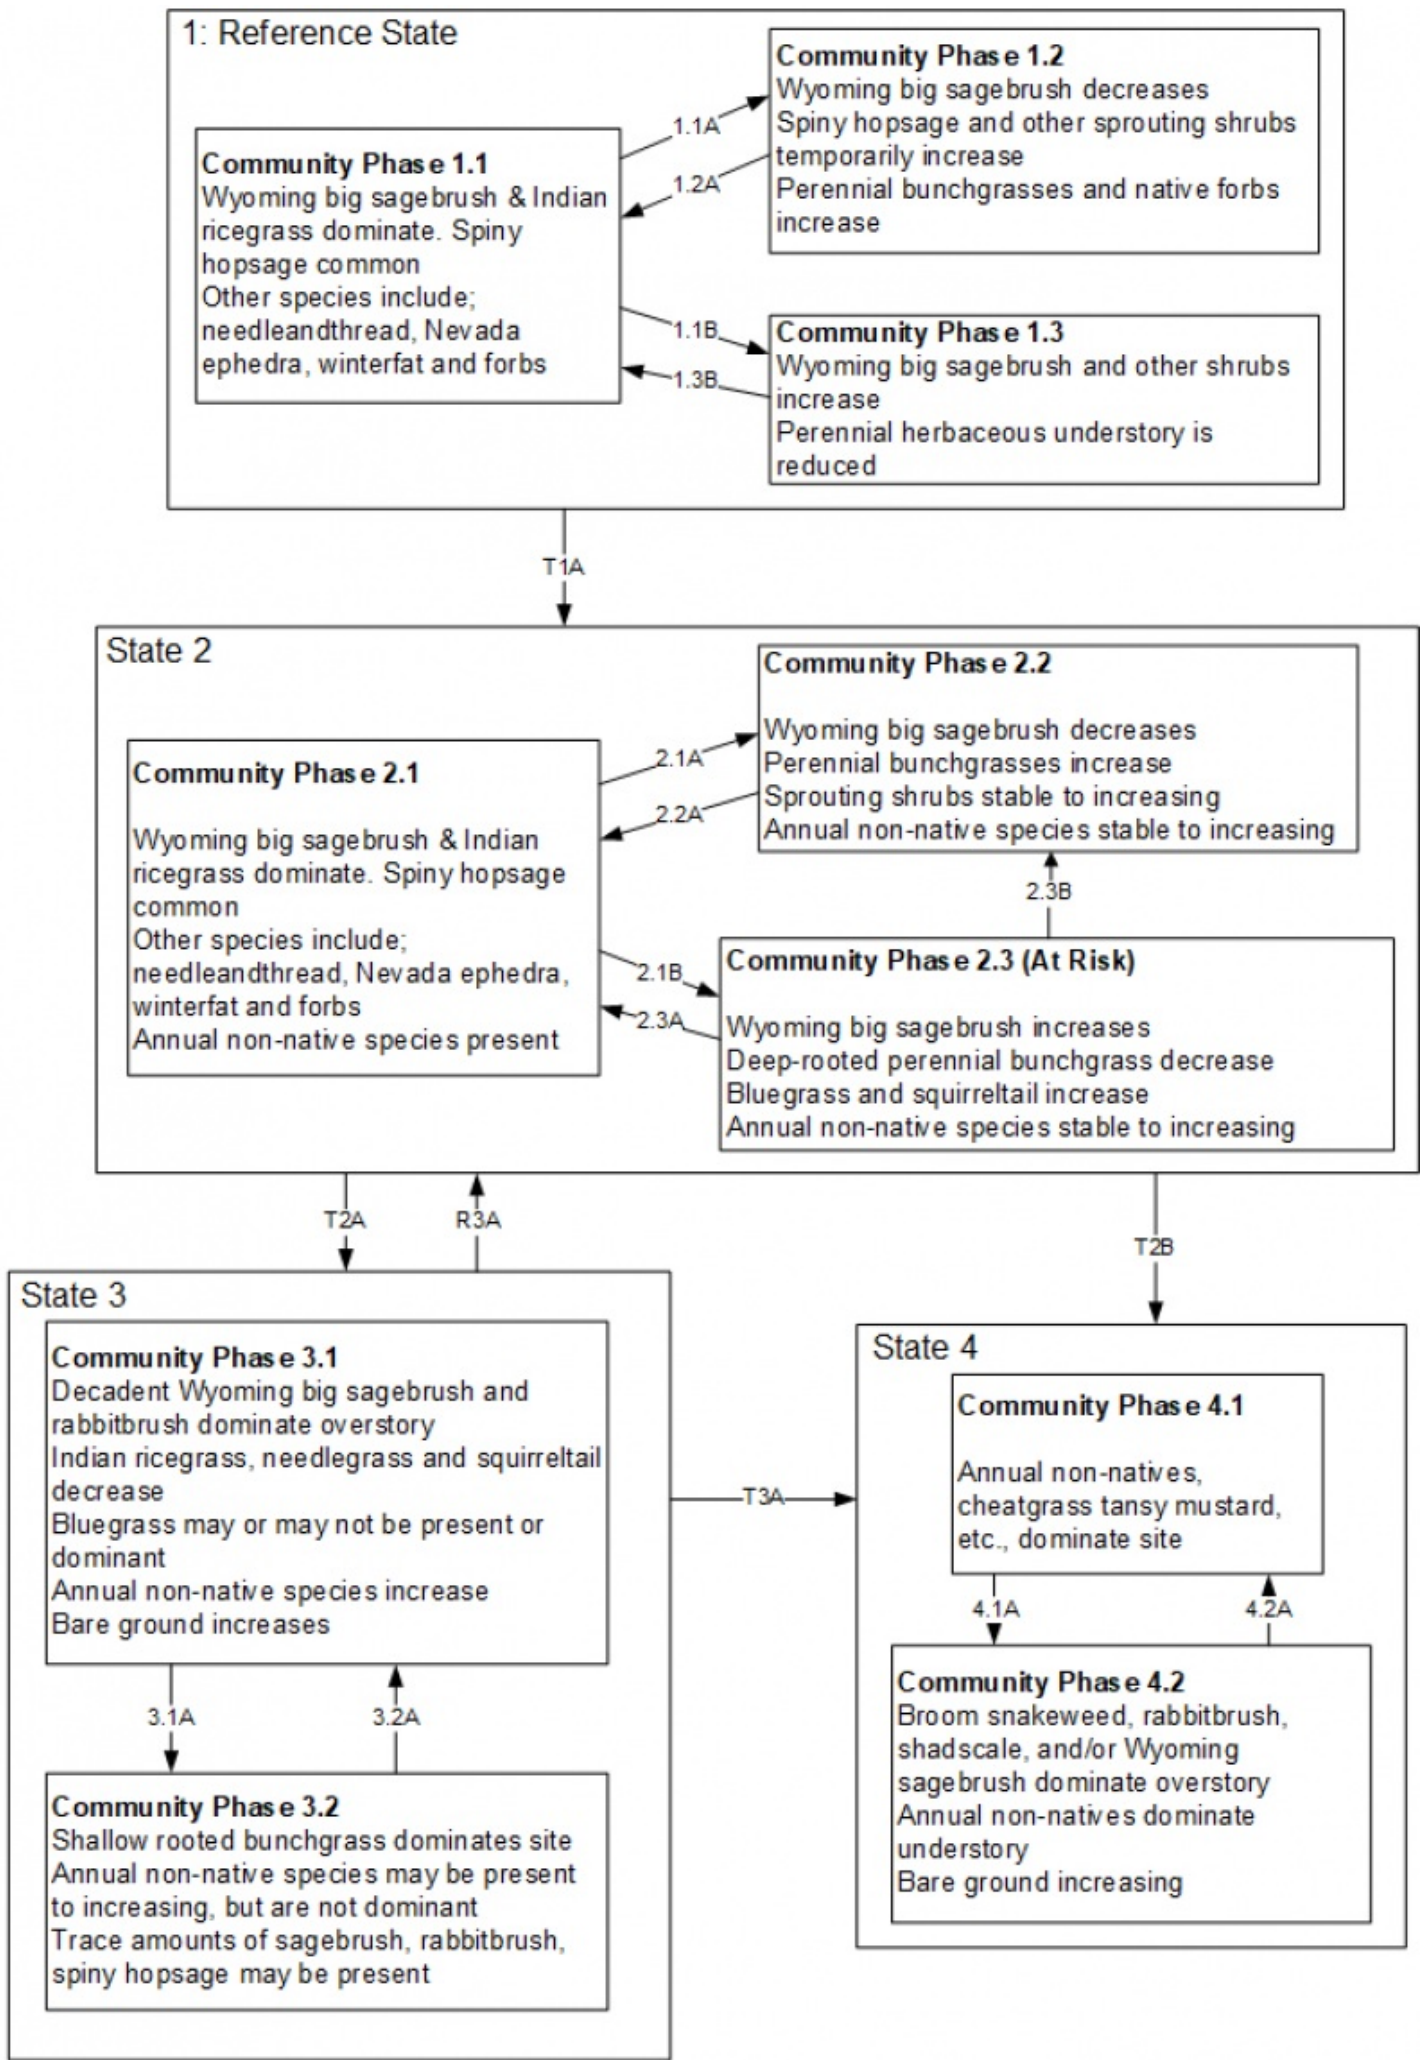 1: Reference State
Community Phase 1.1
Wyoming big sagebrush & Indian
ricegrass dominate. Spiny
hopsage common
Other species include;
needleandthread, Nevada
ephedra, winterfat and forbs
1.1A
1.2A
1.1B
1.3B
Community Phase 1.2
Wyoming big sagebrush decreases
Spiny hopsage and other sprouting shrubs
temporarily increase
Perennial bunchgrasses and native forbs
increase
Community Phase 1.3
Wyoming big sagebrush and other shrubs
increase
Perennial herbaceous understory is
reduced
T1A
State 2
Community Phase 2.1
Wyoming big sagebrush & Indian
ricegrass dominate. Spiny hopsage
common
Other species include;
needleandthread, Nevada ephedra,
winterfat and forbs
Annual non-native species present
2.1A
2.2A
2.1B
2.3A
Community Phase 2.2
Wyoming big sagebrush decreases
Perennial bunchgrasses increase
Sprouting shrubs stable to increasing
Annual non-native species stable to increasing
2.3B
Community Phase 2.3 (At Risk)
Wyoming big sagebrush increases
Deep-rooted perennial bunchgrass decrease
Bluegrass and squirreltail increase
Annual non-native species stable to increasing
T2A
R3A
T2B
State 3
Community Phase 3.1
Decadent Wyoming big sagebrush and
rabbitbrush dominate overstory
Indian ricegrass, needlegrass and squirreltail
decrease
Bluegrass may or may not be present or
dominant
Annual non-native species increase
Bare ground increases
3.1A
3.2A
Community Phase 3.2
Shallow rooted bunchgrass dominates site
Annual non-native species may be present
to increasing, but are not dominant
Trace amounts of sagebrush, rabbitbrush,
spiny hopsage may be present
T3A
State 4
Community Phase 4.1
Annual non-natives,
cheatgrass tansy mustard,
etc., dominate site
4.1A
4.2A
Community Phase 4.2
Broom snakeweed, rabbitbrush,
shadscale, and/or Wyoming
sagebrush dominate overstory
Annual non-natives dominate
understory
Bare ground increasing